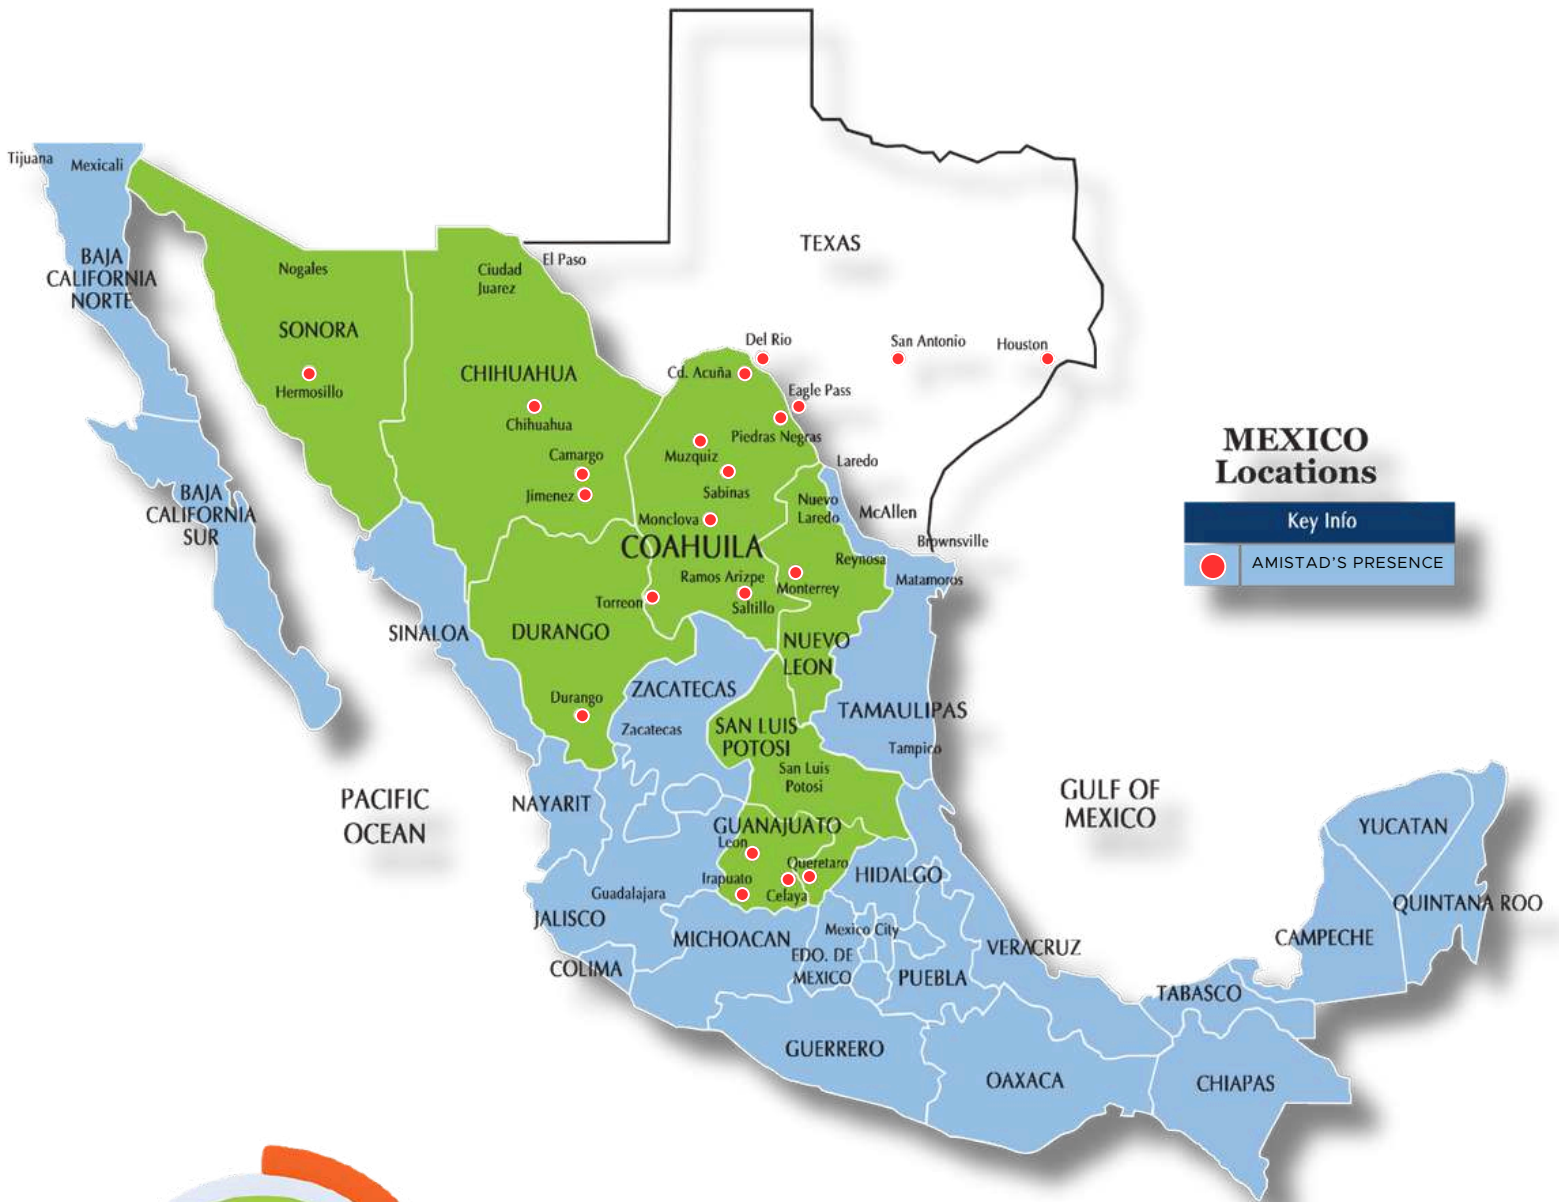 Tijuana
Mexicali
BAJA
CALIFORNIA
NORTE
BAJA
CALIFORNIA
SUR
Nogales
SONORA
Hermosillo
Ciudad
Juarez
El Paso
CHIHUAHUA
Chihuahua
Camargo
Jimenez
TEXAS
Del Rio
San Antonio
Houston
Cd. Acuña
Eagle Pass
Piedras Negras
Muzquiz
Sabinas
Laredo
Nuevo
Laredo
McAllen
Monclova
COAHUILA
Brownsville
Reynosa
Matamoros
Ramos Arizpe
Monterrey
Torreon
Saltillo
SINALOA
DURANGO
NUEVO
LEON
Durango
ZACATECAS
Zacatecas
SAN LUIS
POTOSI
San Luis
Potosi
TAMAULIPAS
Tampico
MEXICO
Locations
Key Info
AMISTAD'S PRESENCE
PACIFIC
OCEAN
NAYARIT
GULF OF
MEXICO
GUANAJUATO
Leon
Queretaro
Irapuato
Celaya
HIDALGO
Guadalajara
JALISCO
COLIMA
MICHOACAN
Mexico City
EDO. DE
MEXICO
PUEBLA
VERACRUZ
YUCATAN
QUINTANA ROO
CAMPECHE
TABASCO
GUERRERO
OAXACA
CHIAPAS